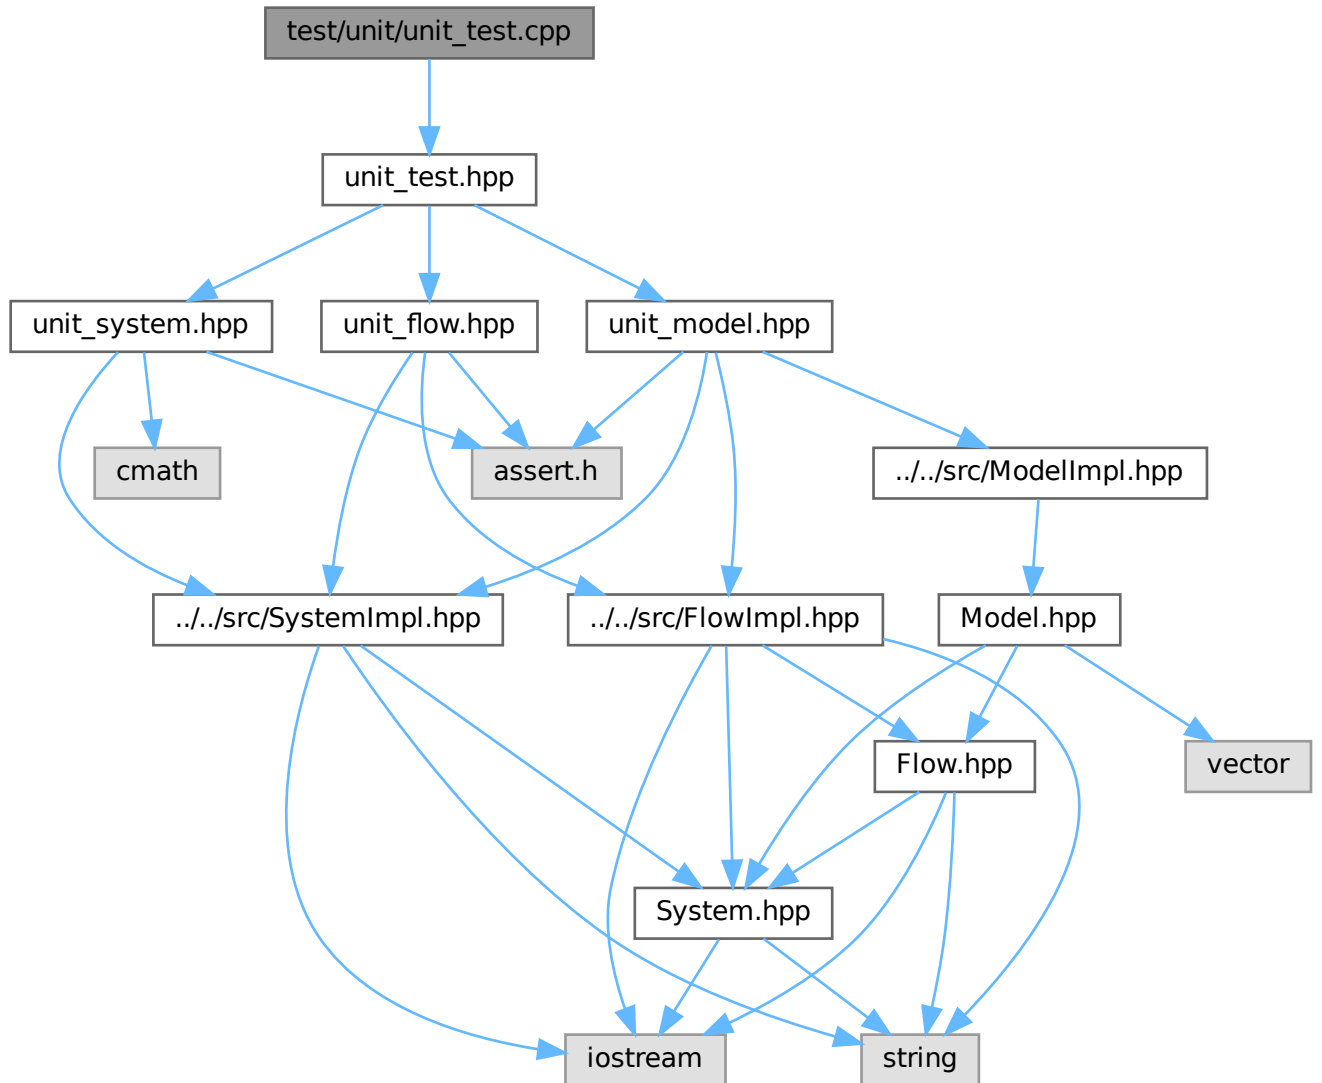 test/unit/unit_test.cpp
unit_test.hpp
unit_system.hpp
unit_flow.hpp
unit_model.hpp
cmath
assert.h
../../src/ModelImpl.hpp
../../src/SystemImpl.hpp
../../src/FlowImpl.hpp
Model.hpp
Flow.hpp
vector
System.hpp
iostream
string